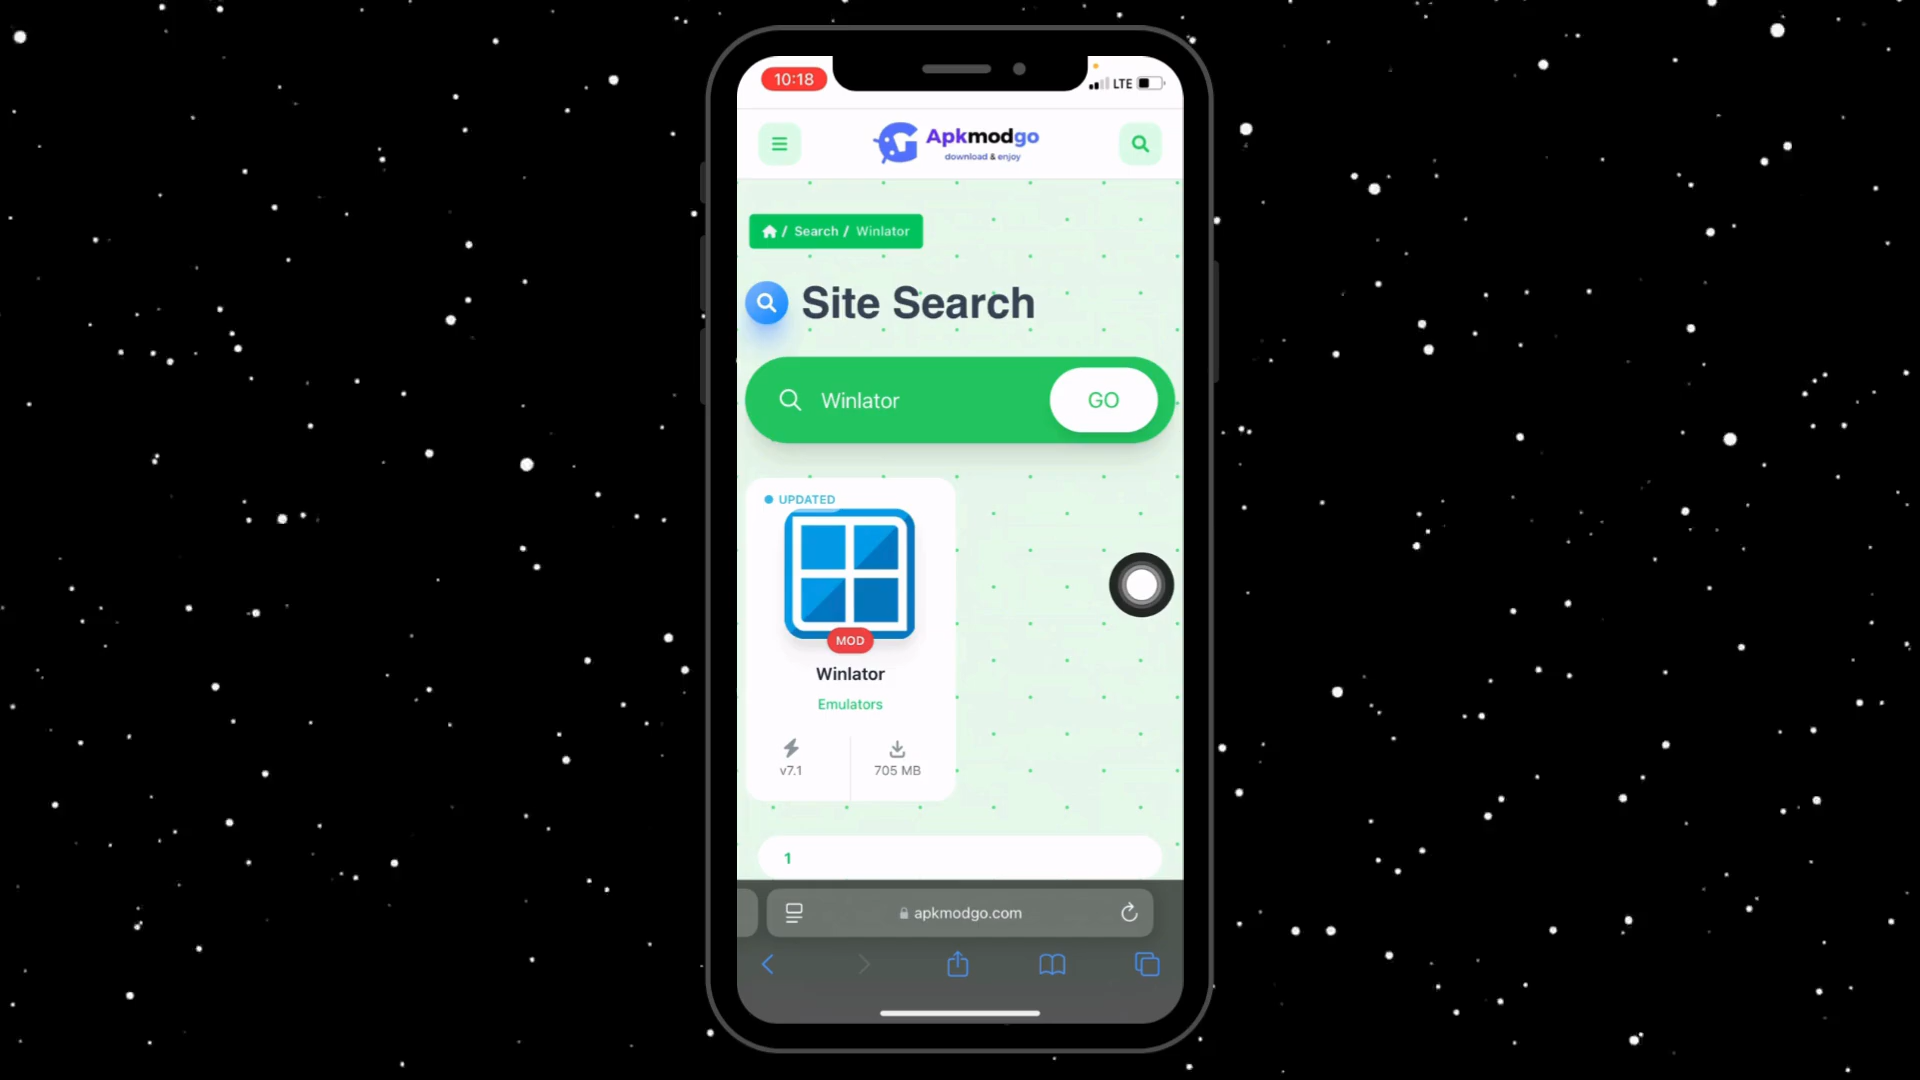 10:18
LTE
Apkmodgo
download & enjoy
/ Search / Winlator
Site Search
Winlator
GO
UPDATED
MOD
Winlator
Emulators
v7.1
705 MB
1
apkmodgo.com